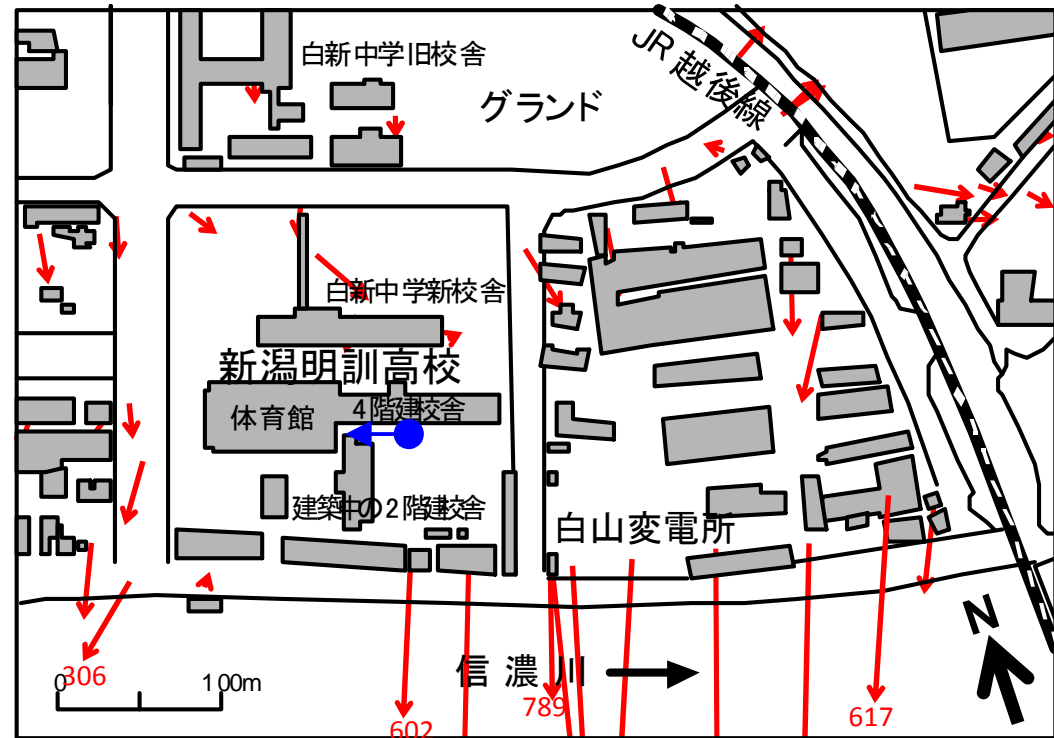 白新中学旧校舎
グランド
JR越後線
白新中学新校舎
新潟明訓高校
体育館
4階建校舎
建築中の2階建校舎
白山変電所
信濃川
N
306
0
100m
602
789
617